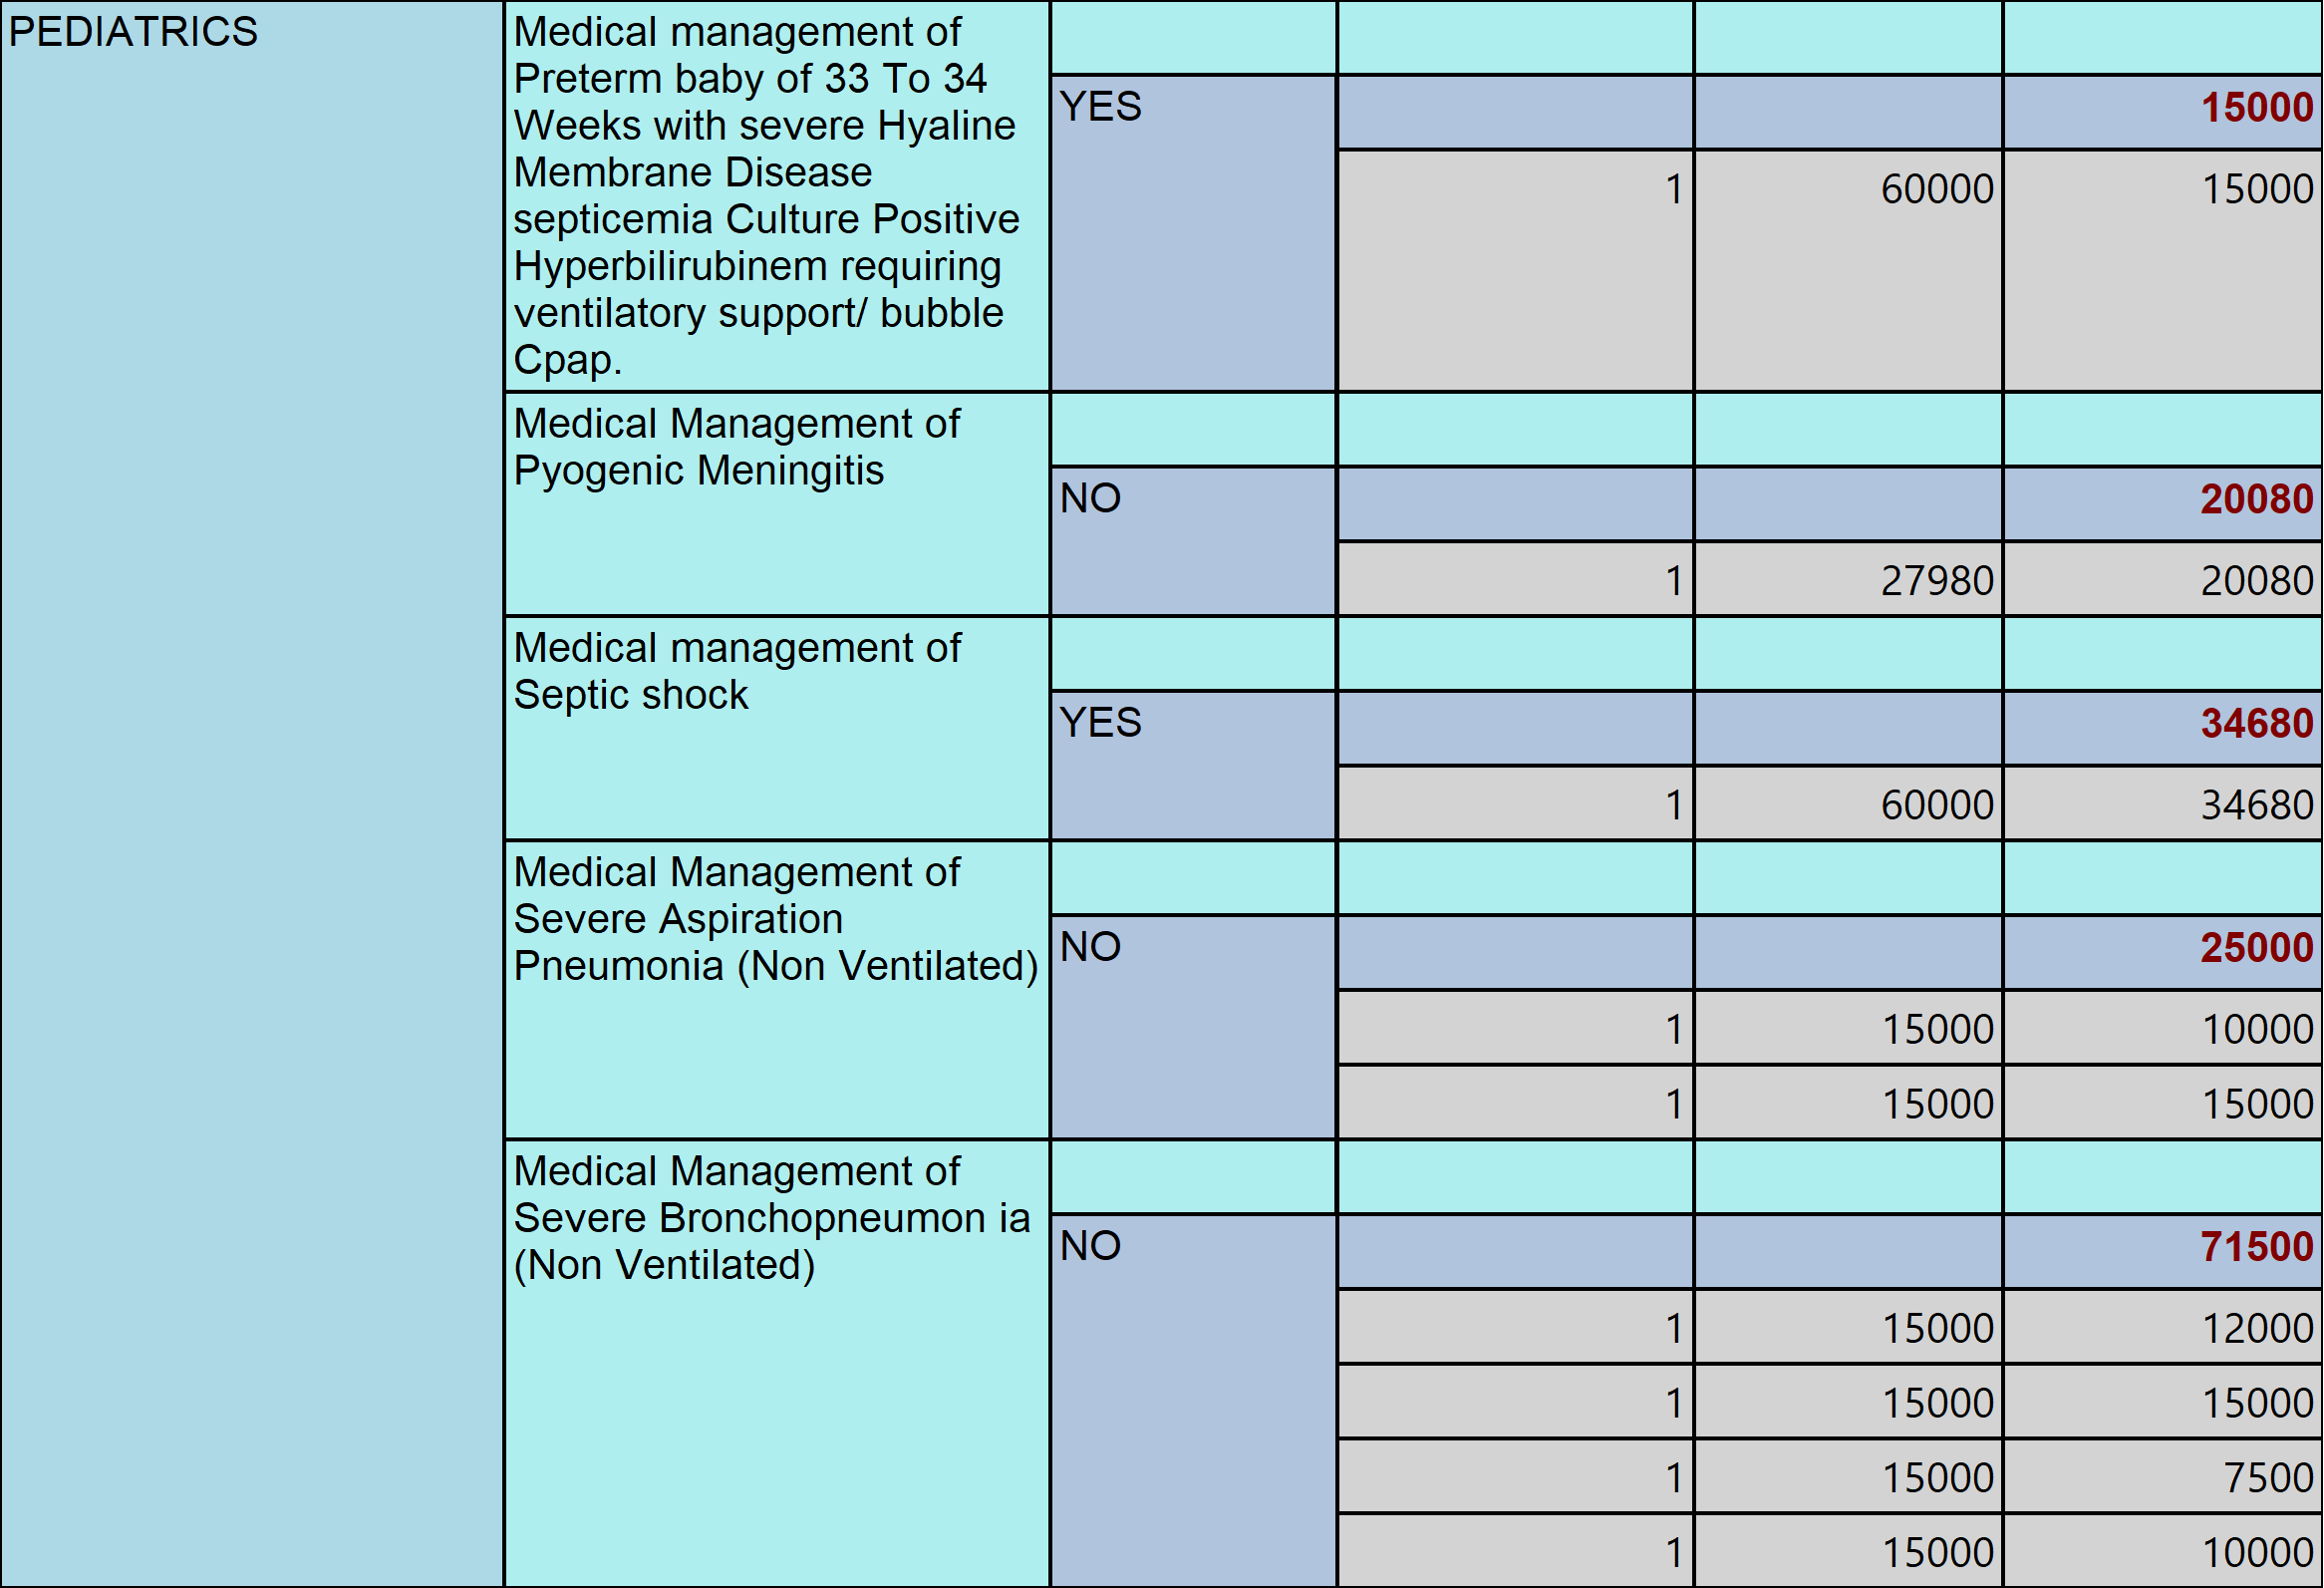 PEDIATRICS
Medical management of
Preterm baby of 33 To 34
Weeks with severe Hyaline
Membrane Disease
septicemia Culture Positive
Hyperbilirubinem requiring
ventilatory support/ bubble
Cpap.
YES
15000
1 60000 15000
Medical Management of
Pyogenic Meningitis
NO
20080
1 27980 20080
Medical management of
Septic shock
YES
34680
1 60000 34680
Medical Management of
Severe Aspiration
Pneumonia (Non Ventilated)
NO
25000
1 15000 10000
1 15000 15000
Medical Management of
Severe Bronchopneumon ia
(Non Ventilated)
NO
71500
1 15000 12000
1 15000 15000
1 15000 7500
1 15000 10000